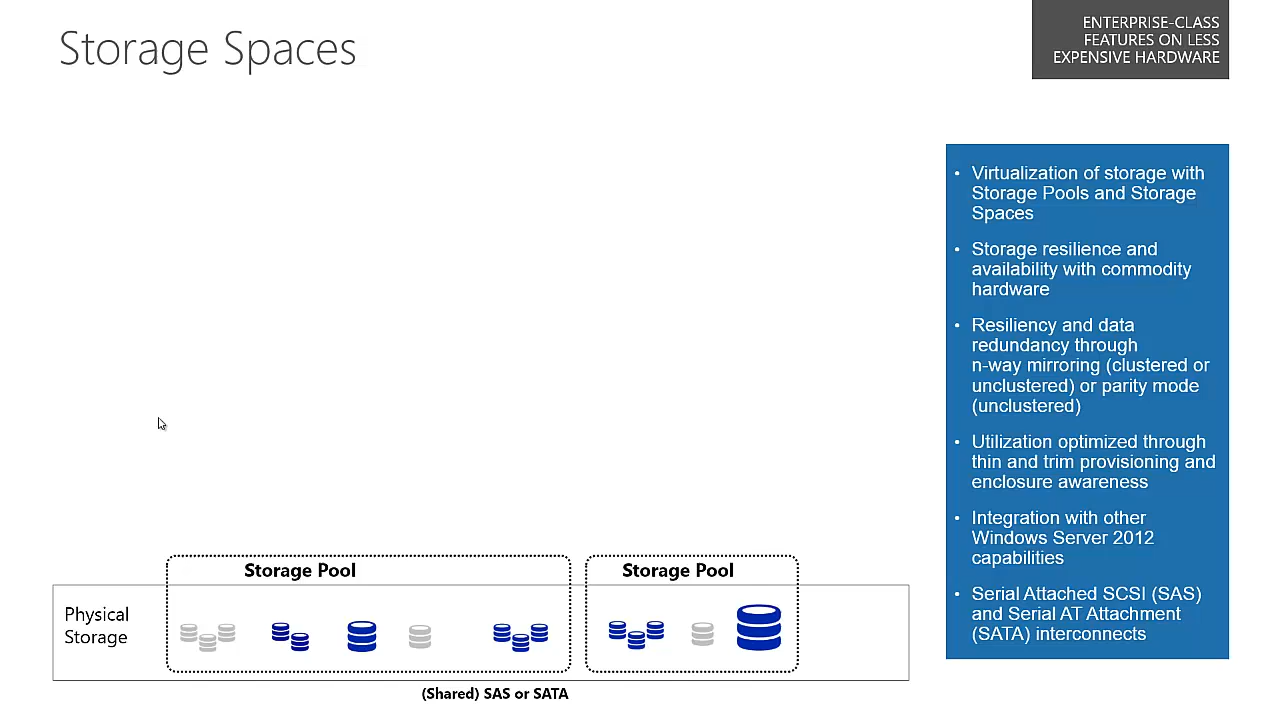 Storage Spaces
ENTERPRISE-CLASS
FEATURES ON LESS
EXPENSIVE HARDWARE
• Virtualization of storage with
Storage Pools and Storage
Spaces
• Storage resilience and
availability with commodity
hardware
• Resiliency and data
redundancy through
n-way mirroring (clustered or
unclustered) or parity mode
(unclustered)
• Utilization optimized through
thin and trim provisioning and
enclosure awareness
• Integration with other
Windows Server 2012
capabilities
• Serial Attached SCSI (SAS)
and Serial AT Attachment
(SATA) interconnects
Storage Pool
Storage Pool
Physical
Storage
(Shared) SAS or SATA